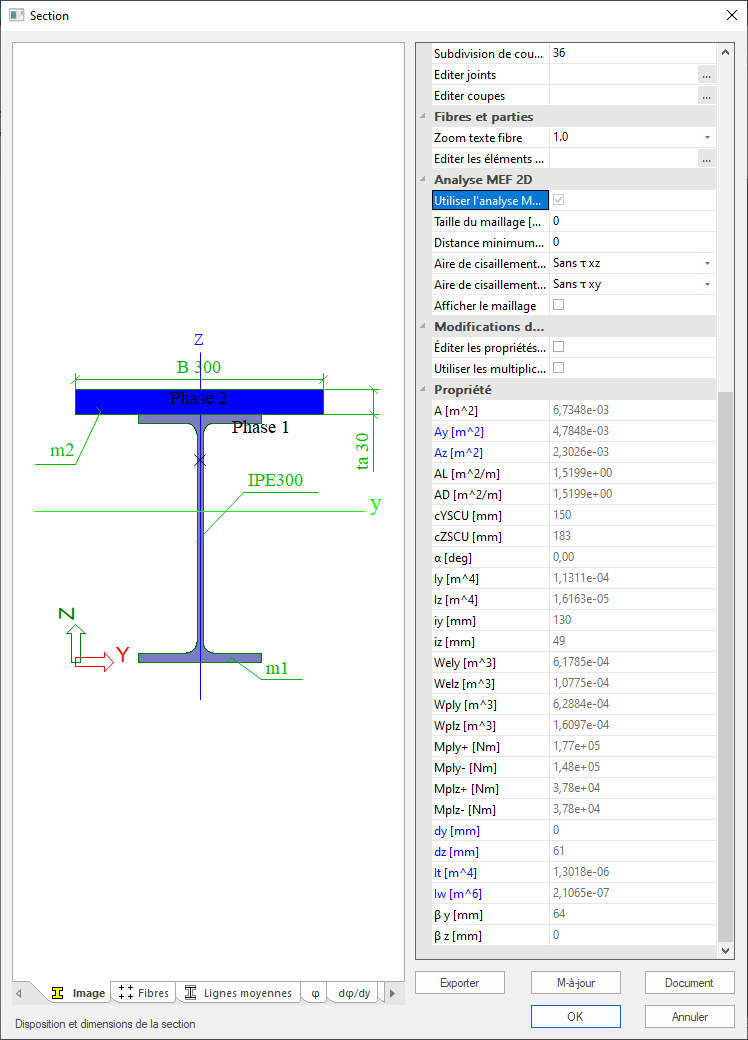 Section
Z
B 300
Phase 2
Phase 1
m2
ta 30
IPE300
y
Z
Y
m1
Image
Fibres
Lignes moyennes
φ
dφ/dy
Disposition et dimensions de la section
Subdivision de cou... 36
Editer joints ...
Editer coupes ...
Fibres et parties
Zoom texte fibre 1.0
Editer les éléments ... ...
Analyse MEF 2D
Utiliser l'analyse M...
Taille du maillage [... 0
Distance minimum... 0
Aire de cisaillement... Sans τ xz
Aire de cisaillement... Sans τ xy
Afficher le maillage
Modifications d...
Éditer les propriétés...
Utiliser les multiplic...
Propriété
A [m^2] 6,7348e-03
Ay [m^2] 4,7848e-03
Az [m^2] 2,3026e-03
AL [m^2/m] 1,5199e+00
AD [m^2/m] 1,5199e+00
cYSCU [mm] 150
cZSCU [mm] 183
α [deg] 0,00
Iy [m^4] 1,1311e-04
Iz [m^4] 1,6163e-05
iy [mm] 130
iz [mm] 49
Wely [m^3] 6,1785e-04
Welz [m^3] 1,0775e-04
Wply [m^3] 6,2884e-04
Wplz [m^3] 1,6097e-04
Mply+ [Nm] 1,77e+05
Mply- [Nm] 1,48e+05
Mplz+ [Nm] 3,78e+04
Mplz- [Nm] 3,78e+04
dy [mm] 0
dz [mm] 61
It [m^4] 1,3018e-06
Iw [m^6] 2,1065e-07
β y [mm] 64
β z [mm] 0
Exporter
M-à-jour
Document
OK
Annuler